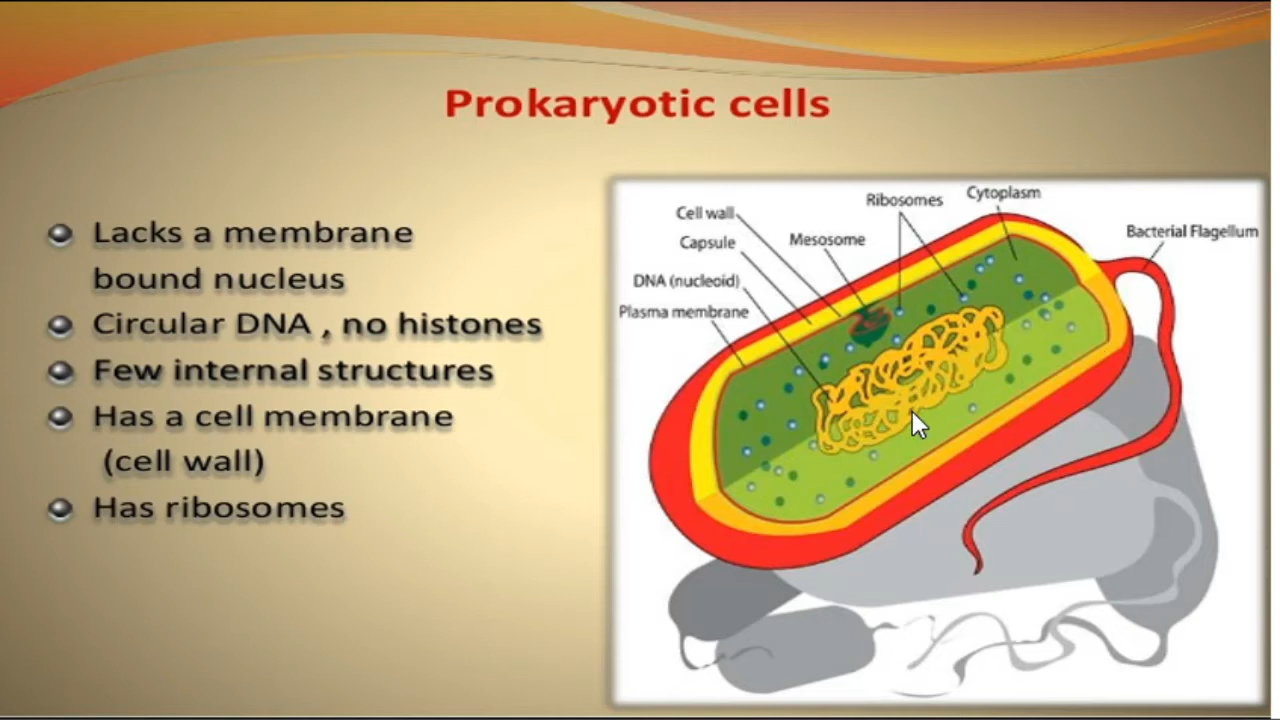 Prokaryotic cells
Lacks a membrane
bound nucleus
Circular DNA , no histones
Few internal structures
Has a cell membrane
(cell wall)
Has ribosomes
Cell wall
Capsule
DNA (nucleoid)
Plasma membrane
Mesosome
Ribosomes
Cytoplasm
Bacterial Flagellum